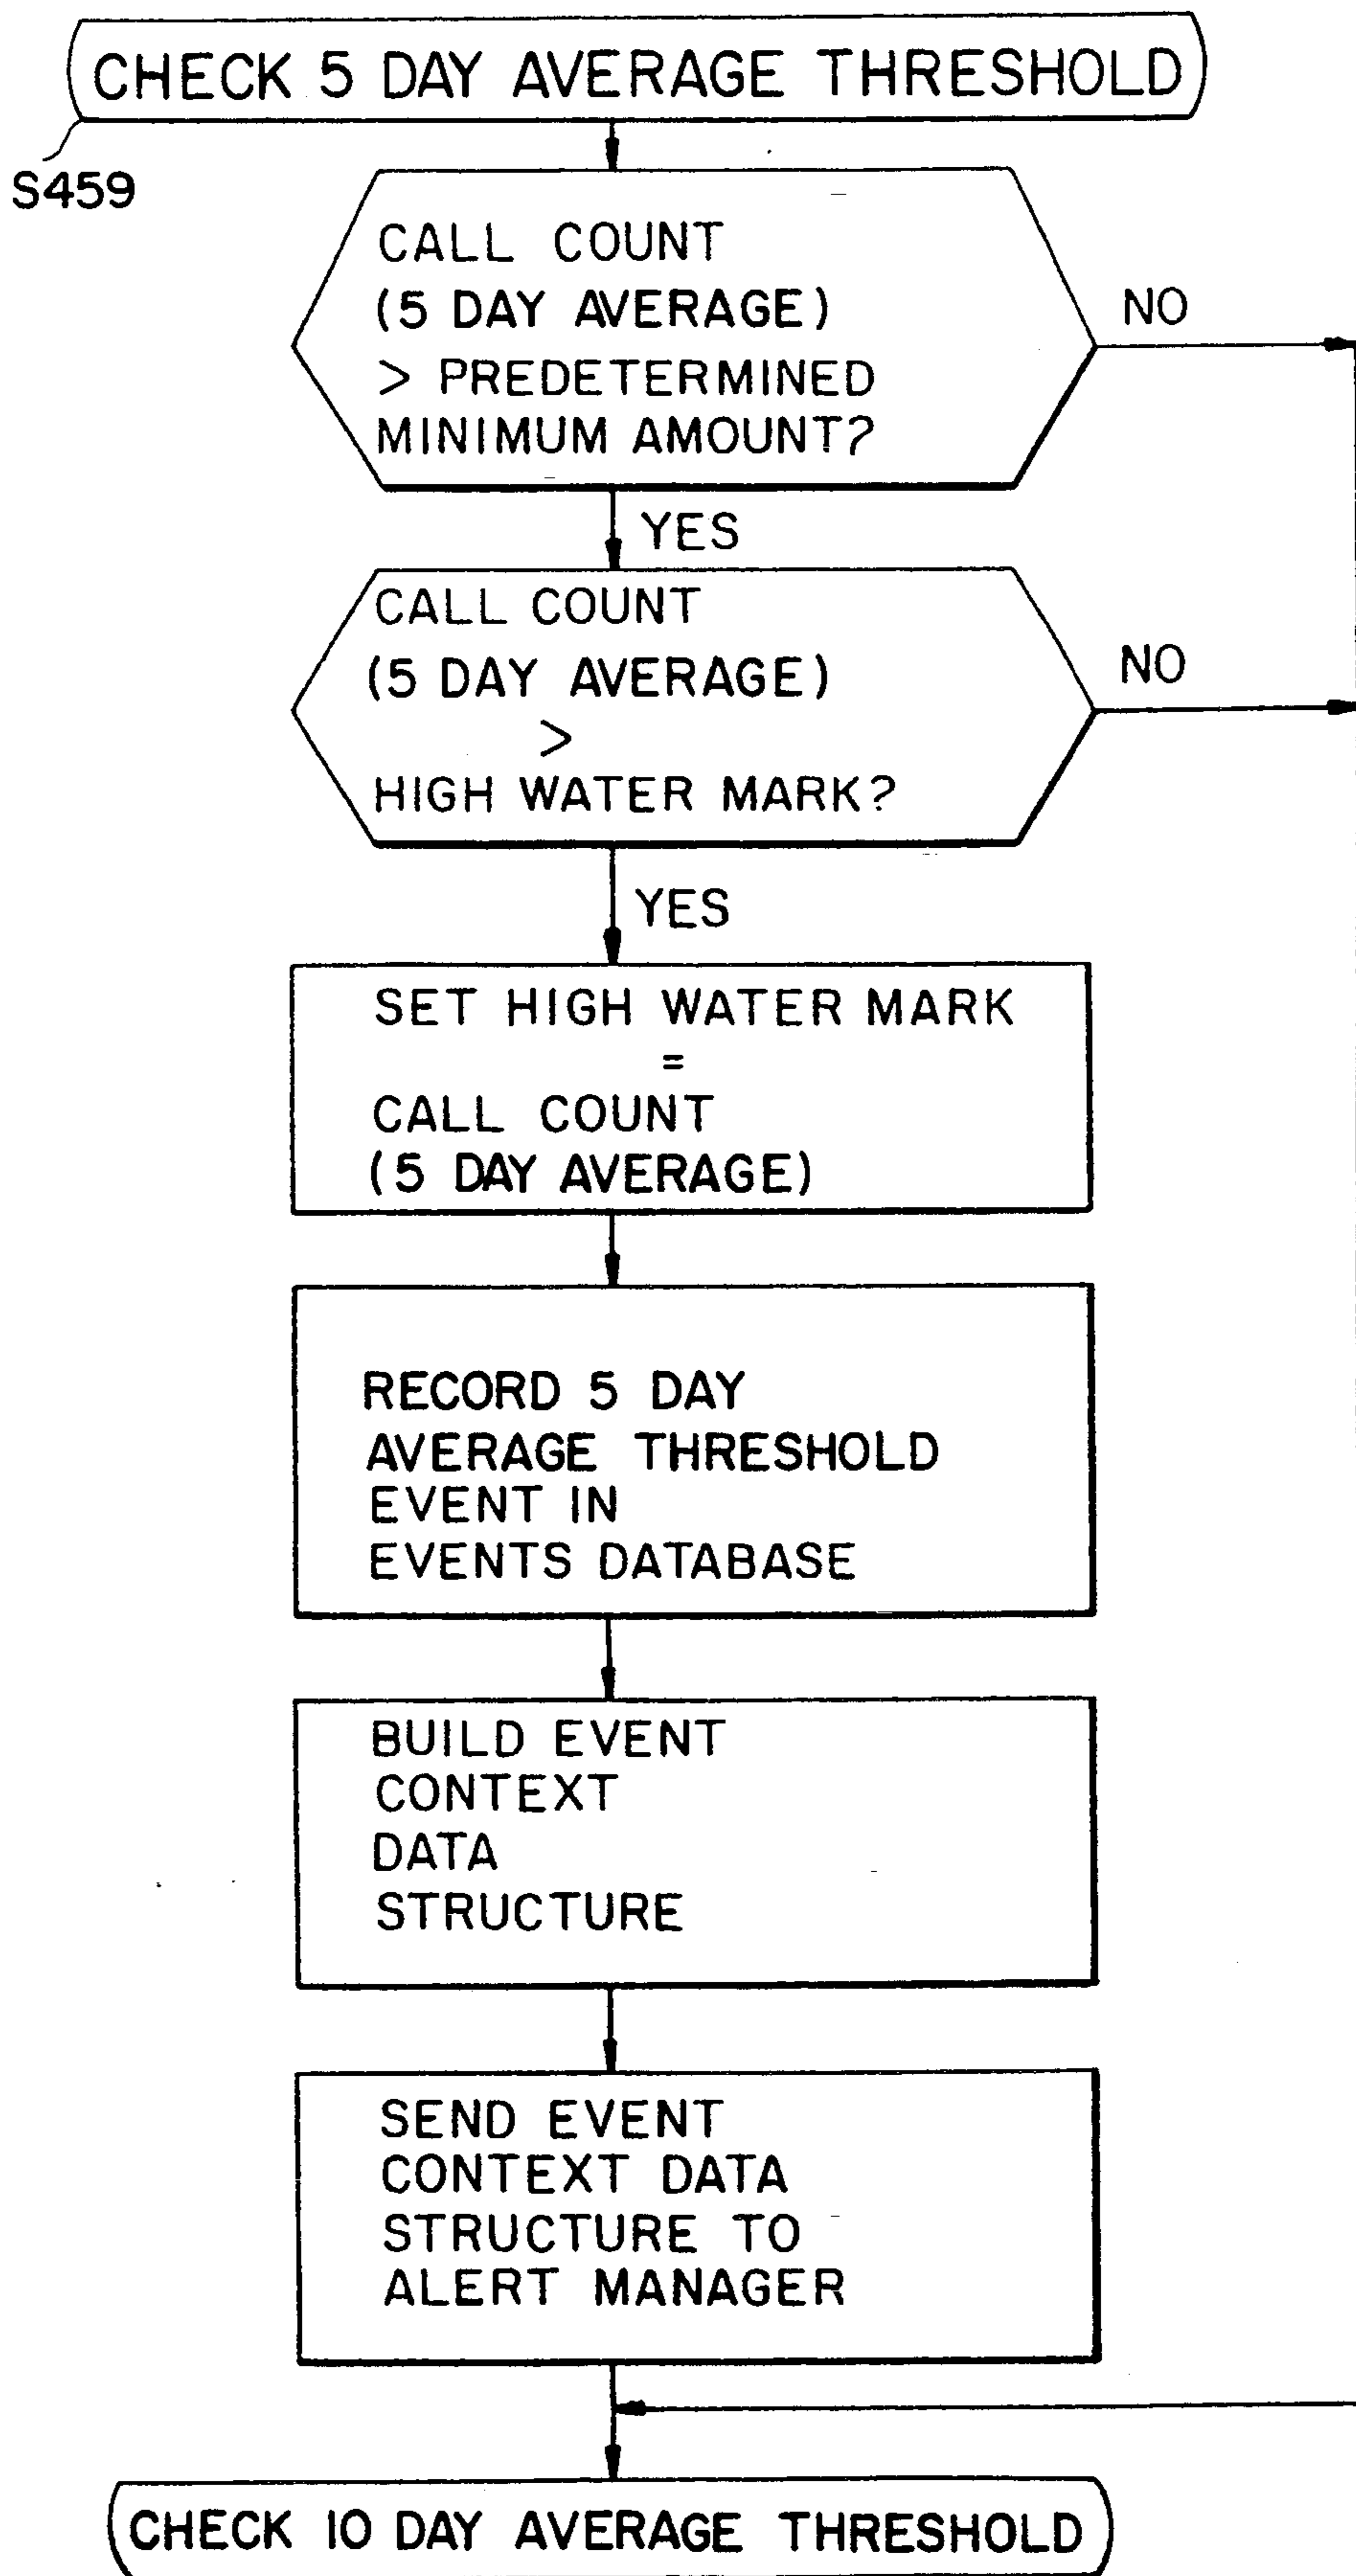 CHECK 5 DAY AVERAGE THRESHOLD
S459
CALL COUNT
(5 DAY AVERAGE)
> PREDETERMINED
MINIMUM AMOUNT?
NO
YES
CALL COUNT
(5 DAY AVERAGE)
>
HIGH WATER MARK?
NO
YES
SET HIGH WATER MARK
=
CALL COUNT
(5 DAY AVERAGE)
RECORD 5 DAY
AVERAGE THRESHOLD
EVENT IN
EVENTS DATABASE
BUILD EVENT
CONTEXT
DATA
STRUCTURE
SEND EVENT
CONTEXT DATA
STRUCTURE TO
ALERT MANAGER
CHECK 10 DAY AVERAGE THRESHOLD